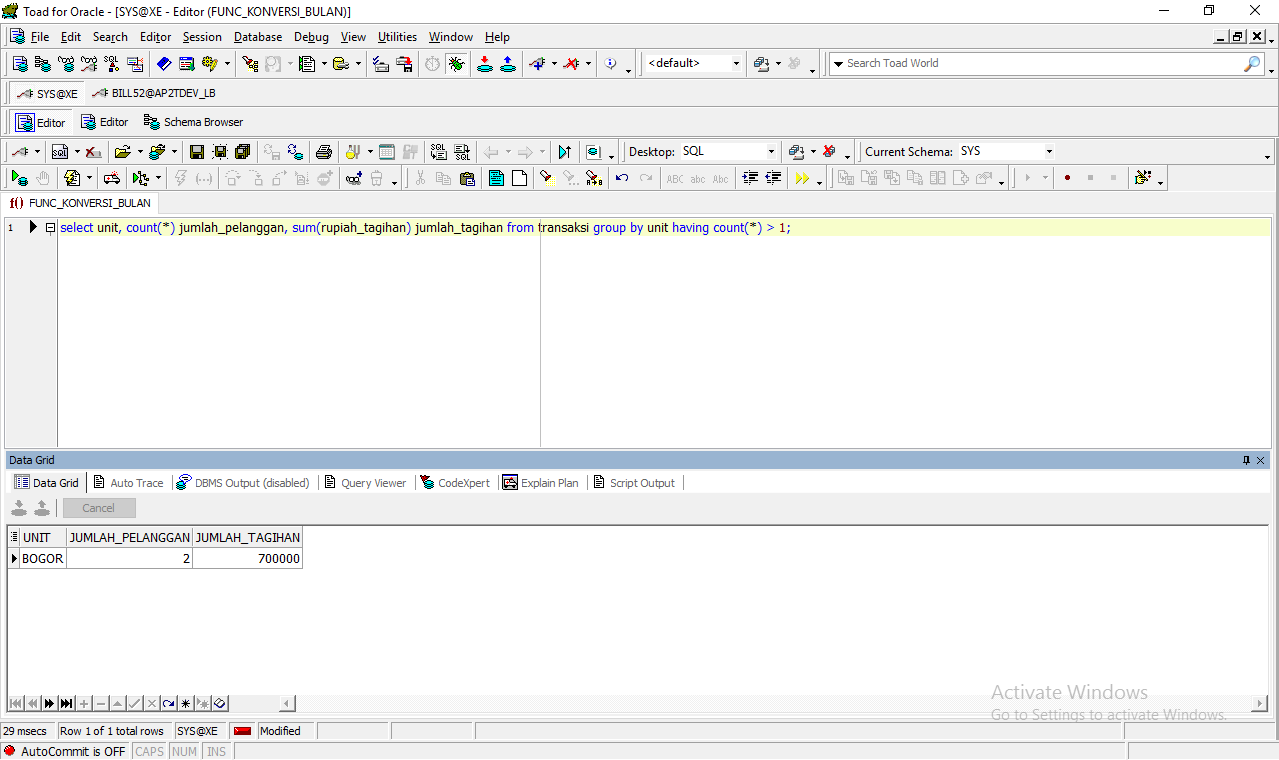 Toad for Oracle - [SYS@XE - Editor (FUNC_KONVERSI_BULAN)]
File Edit Search Editor Session Database Debug View Utilities Window Help
<default> Search Toad World
SYS@XE BILL52@AP2TDEV_LB
Editor Editor Schema Browser
Desktop: SQL Current Schema: SYS
FUNC_KONVERSI_BULAN
1 select unit, count(*) jumlah_pelanggan, sum(rupiah_tagihan) jumlah_tagihan from transaksi group by unit having count(*) > 1;
Data Grid
Data Grid Auto Trace DBMS Output (disabled) Query Viewer CodeXpert Explain Plan Script Output
Cancel
UNIT JUMLAH_PELANGGAN JUMLAH_TAGIHAN
BOGOR 2 700000
Activate Windows
Go to Settings to activate Windows.
29 msecs Row 1 of 1 total rows SYS@XE Modified
AutoCommit is OFF CAPS NUM INS